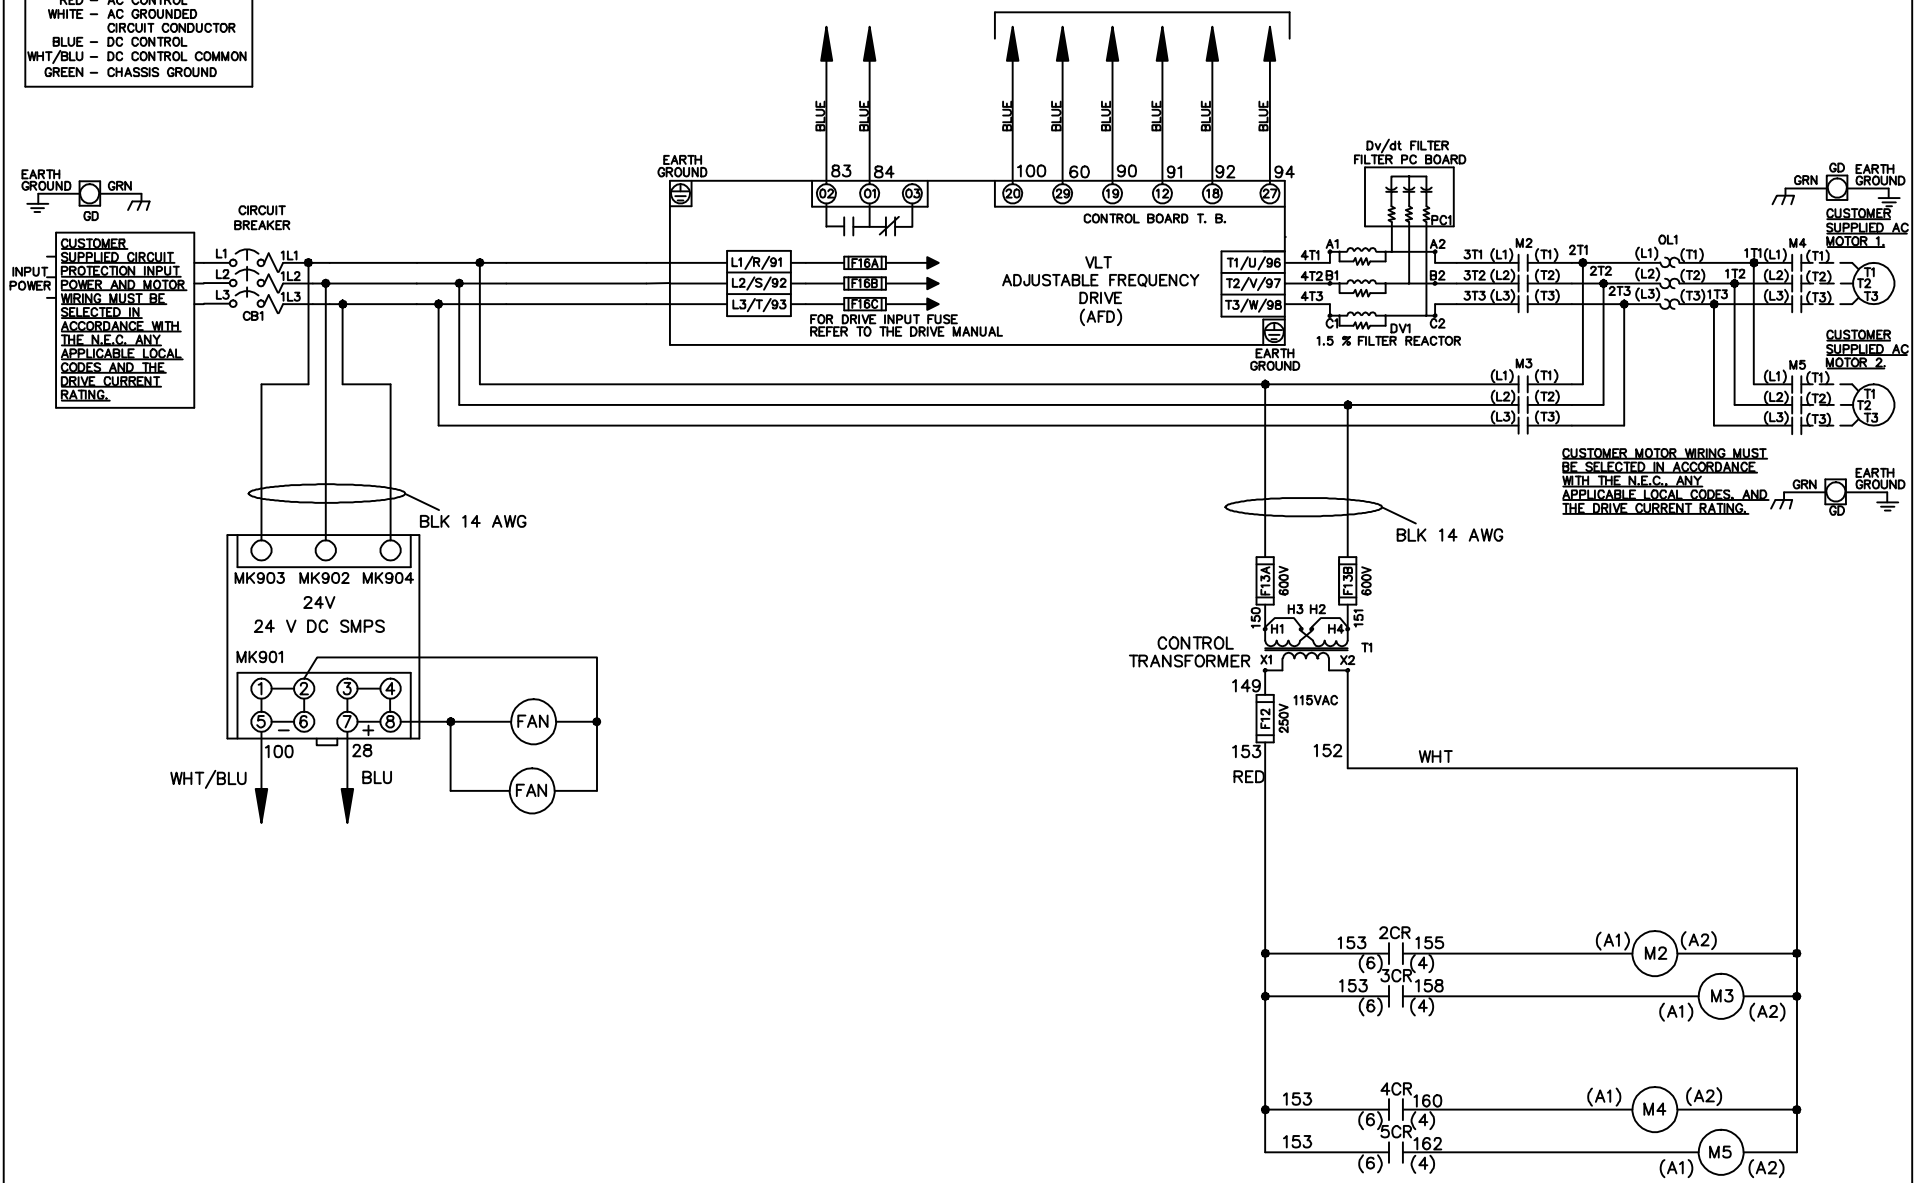 RED – AC CONTROL
WHITE – AC GROUNDED
CIRCUIT CONDUCTOR
BLUE – DC CONTROL
WHT/BLU – DC CONTROL COMMON
GREEN – CHASSIS GROUND
BLUE
BLUE
BLUE
BLUE
BLUE
BLUE
BLUE
BLUE
EARTH
GROUND
83
84
100
60
90
91
92
94
02
01
03
20
29
19
12
18
27
CONTROL BOARD T. B.
Dv/dt FILTER
FILTER PC BOARD
PC1
EARTH
GROUND
GRN
GD
GD
EARTH
GROUND
GRN
CIRCUIT
BREAKER
CUSTOMER
SUPPLIED CIRCUIT
PROTECTION INPUT
POWER AND MOTOR
WIRING MUST BE
SELECTED IN
ACCORDANCE WITH
THE N.E.C. ANY
APPLICABLE LOCAL
CODES AND THE
DRIVE CURRENT
RATING.
INPUT
POWER
L1
1L1
L2
1L2
L3
1L3
CB1
L1/R/91
L2/S/92
L3/T/93
F16A
F16B
F16C
FOR DRIVE INPUT FUSE
REFER TO THE DRIVE MANUAL
VLT
ADJUSTABLE FREQUENCY
DRIVE
(AFD)
T1/U/96
T2/V/97
T3/W/98
EARTH
GROUND
4T1
A1
A2
4T2
B1
B2
4T3
C1
DV1
C2
1.5 % FILTER REACTOR
3T1 (L1) M2 (T1) 2T1
3T2 (L2) (T2) 2T2
3T3 (L3) (T3) 2T3
(L1) OL1 (T1) 1T1
(L2) (T2) 1T2
(L3) (T3) 1T3
(L1) M4 (T1)
(L2) (T2)
(L3) (T3)
T1
T2
T3
CUSTOMER
SUPPLIED AC
MOTOR 1.
CUSTOMER
SUPPLIED AC
MOTOR 2.
M3
(L1) (T1)
(L2) (T2)
(L3) (T3)
M5
(L1) (T1)
(L2) (T2)
(L3) (T3)
T1
T2
T3
CUSTOMER MOTOR WIRING MUST
BE SELECTED IN ACCORDANCE
WITH THE N.E.C., ANY
APPLICABLE LOCAL CODES, AND
THE DRIVE CURRENT RATING.
GRN
GD
EARTH
GROUND
BLK 14 AWG
BLK 14 AWG
MK903 MK902 MK904
24V
24 V DC SMPS
MK901
1 2 3 4
5 – 6 7 + 8
100
28
WHT/BLU
BLU
FAN
FAN
F13A
600V
F13B
600V
150
151
H3 H2
H1
H4
T1
CONTROL
TRANSFORMER
X1
X2
149
115VAC
F12
250V
153
152
WHT
RED
153 2CR 155
(6) (4)
(A1) M2 (A2)
153 3CR 158
(6) (4)
(A1) M3 (A2)
153 4CR 160
(6) (4)
(A1) M4 (A2)
153 5CR 162
(6) (4)
(A1) M5 (A2)